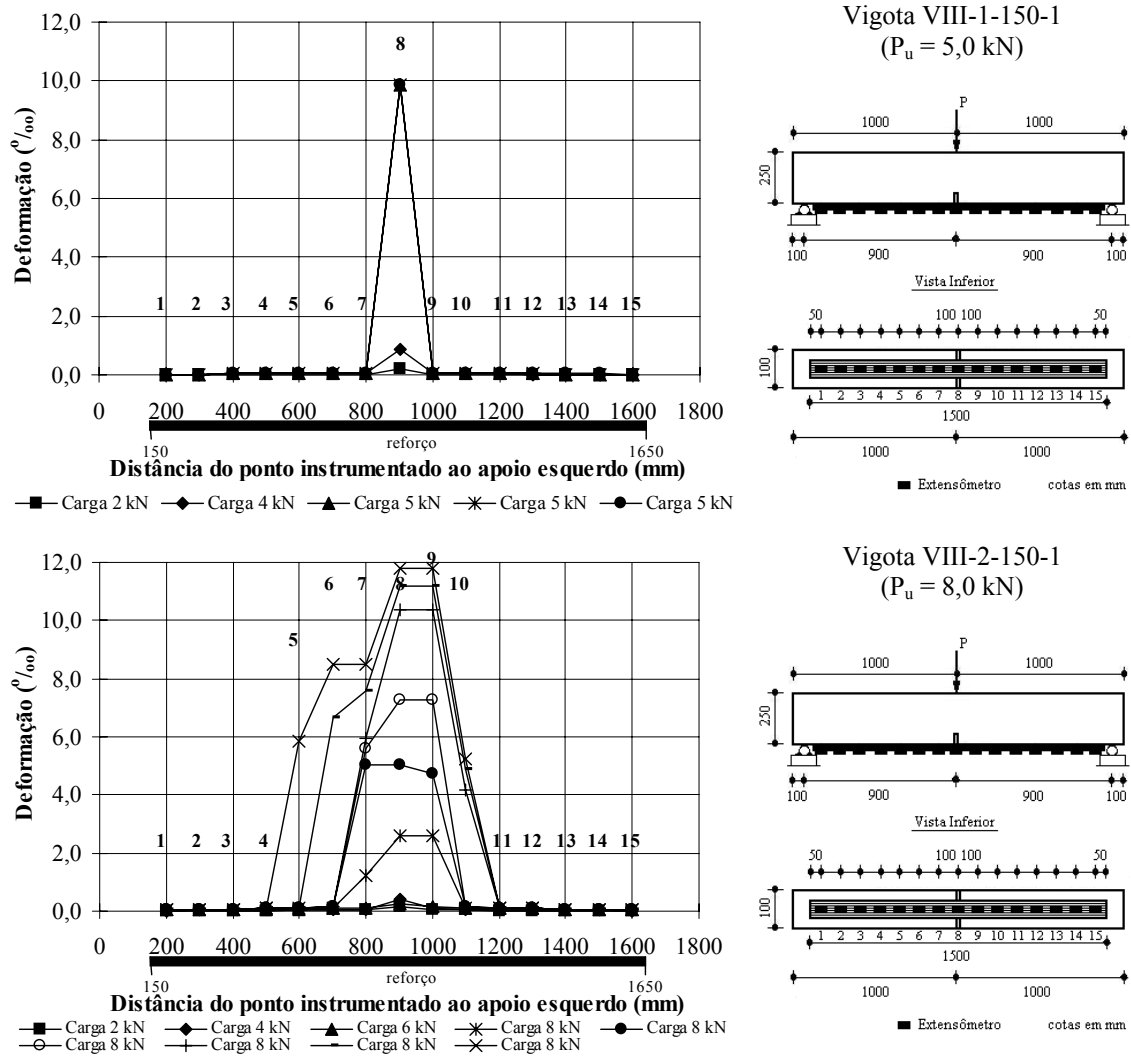 12,0
10,0
8,0
6,0
4,0
2,0
0,0
Deformação (º/₀₀)
8
1 2 3 4 5 6 7 9 10 11 12 13 14 15
0 200 400 600 800 1000 1200 1400 1600 1800
reforço
150 1650
Distância do ponto instrumentado ao apoio esquerdo (mm)
Carga 2 kN Carga 4 kN Carga 5 kN Carga 5 kN Carga 5 kN
Vigota VIII-1-150-1
(Pu = 5,0 kN)
P
1000 1000
250
100 900 900 100
Vista Inferior
50 100 100 50
100
1 2 3 4 5 6 7 8 9 10 11 12 13 14 15
1500
1000 1000
Extensômetro cotas em mm
12,0
10,0
8,0
6,0
4,0
2,0
0,0
Deformação (º/₀₀)
9
6 7 8 10
5
1 2 3 4 11 12 13 14 15
0 200 400 600 800 1000 1200 1400 1600 1800
reforço
150 1650
Distância do ponto instrumentado ao apoio esquerdo (mm)
Carga 2 kN Carga 4 kN Carga 6 kN Carga 8 kN Carga 8 kN
Carga 8 kN Carga 8 kN Carga 8 kN Carga 8 kN
Vigota VIII-2-150-1
(Pu = 8,0 kN)
P
1000 1000
250
100 900 900 100
Vista Inferior
50 100 100 50
100
1 2 3 4 5 6 7 8 9 10 11 12 13 14 15
1500
1000 1000
Extensômetro cotas em mm